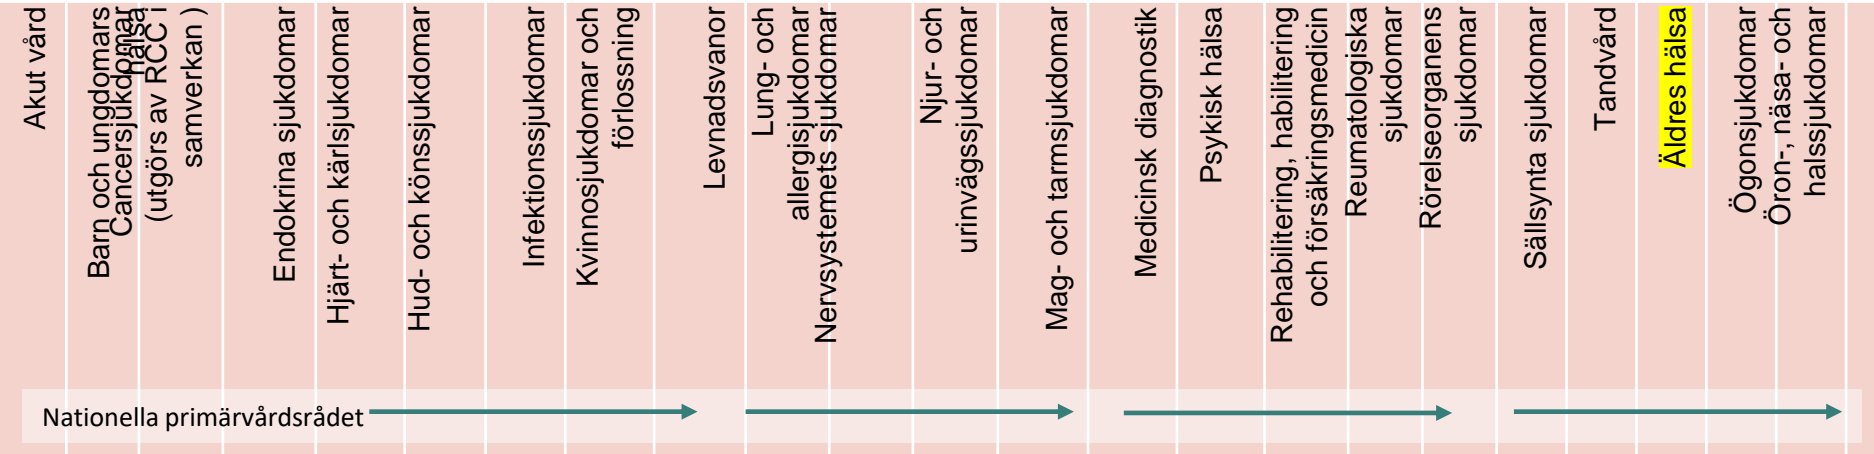 Akut vård
Barn och ungdomars
hälsa
Cancersjukdomar
(utgörs av RCC i
samverkan )
Endokrina sjukdomar
Hjärt- och kärlsjukdomar
Hud- och könssjukdomar
Infektionssjukdomar
Kvinnosjukdomar och
förlossning
Levnadsvanor
Lung- och
allergisjukdomar
Nervsystemets sjukdomar
Njur- och
urinvägssjukdomar
Mag- och tarmsjukdomar
Medicinsk diagnostik
Psykisk hälsa
Rehabilitering, habilitering
och försäkringsmedicin
Reumatologiska
sjukdomar
Rörelseorganens
sjukdomar
Sällsynta sjukdomar
Tandvård
Äldres hälsa
Ögonsjukdomar
Öron-, näsa- och
halssjukdomar
Nationella primärvårdsrådet